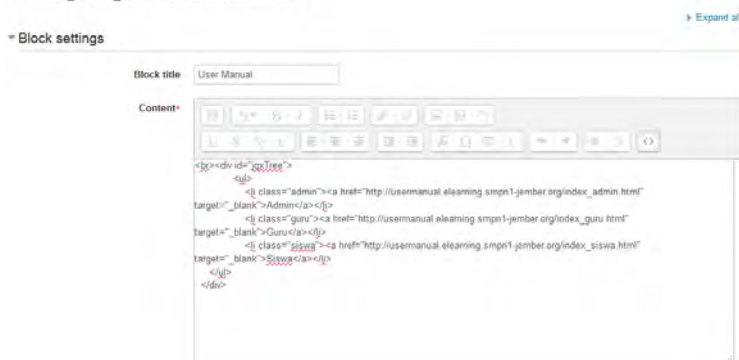 Expand al
Block settings
Block title User Manual
Content*
<br><div id="jqxTree">
<ul>
<li class="admin"><a href="http://usermanual.elearning.smpn1-jember.org/index_admin.html"
target="_blank">Admin</a></li>
<li class="guru"><a href="http://usermanual.elearning.smpn1-jember.org/index_guru.html"
target="_blank">Guru</a></li>
<li class="siswa"><a href="http://usermanual.elearning.smpn1-jember.org/index_siswa.html"
target="_blank">Siswa</a></li>
</ul>
</div>